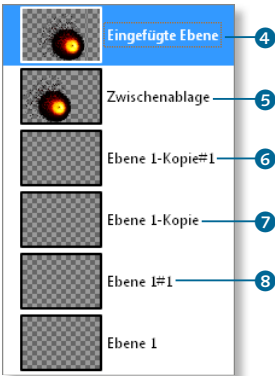 Eingefügte Ebene 4
Zwischenablage 5
Ebene 1-Kopie#1 6
Ebene 1-Kopie 7
Ebene 1#1 8
Ebene 1